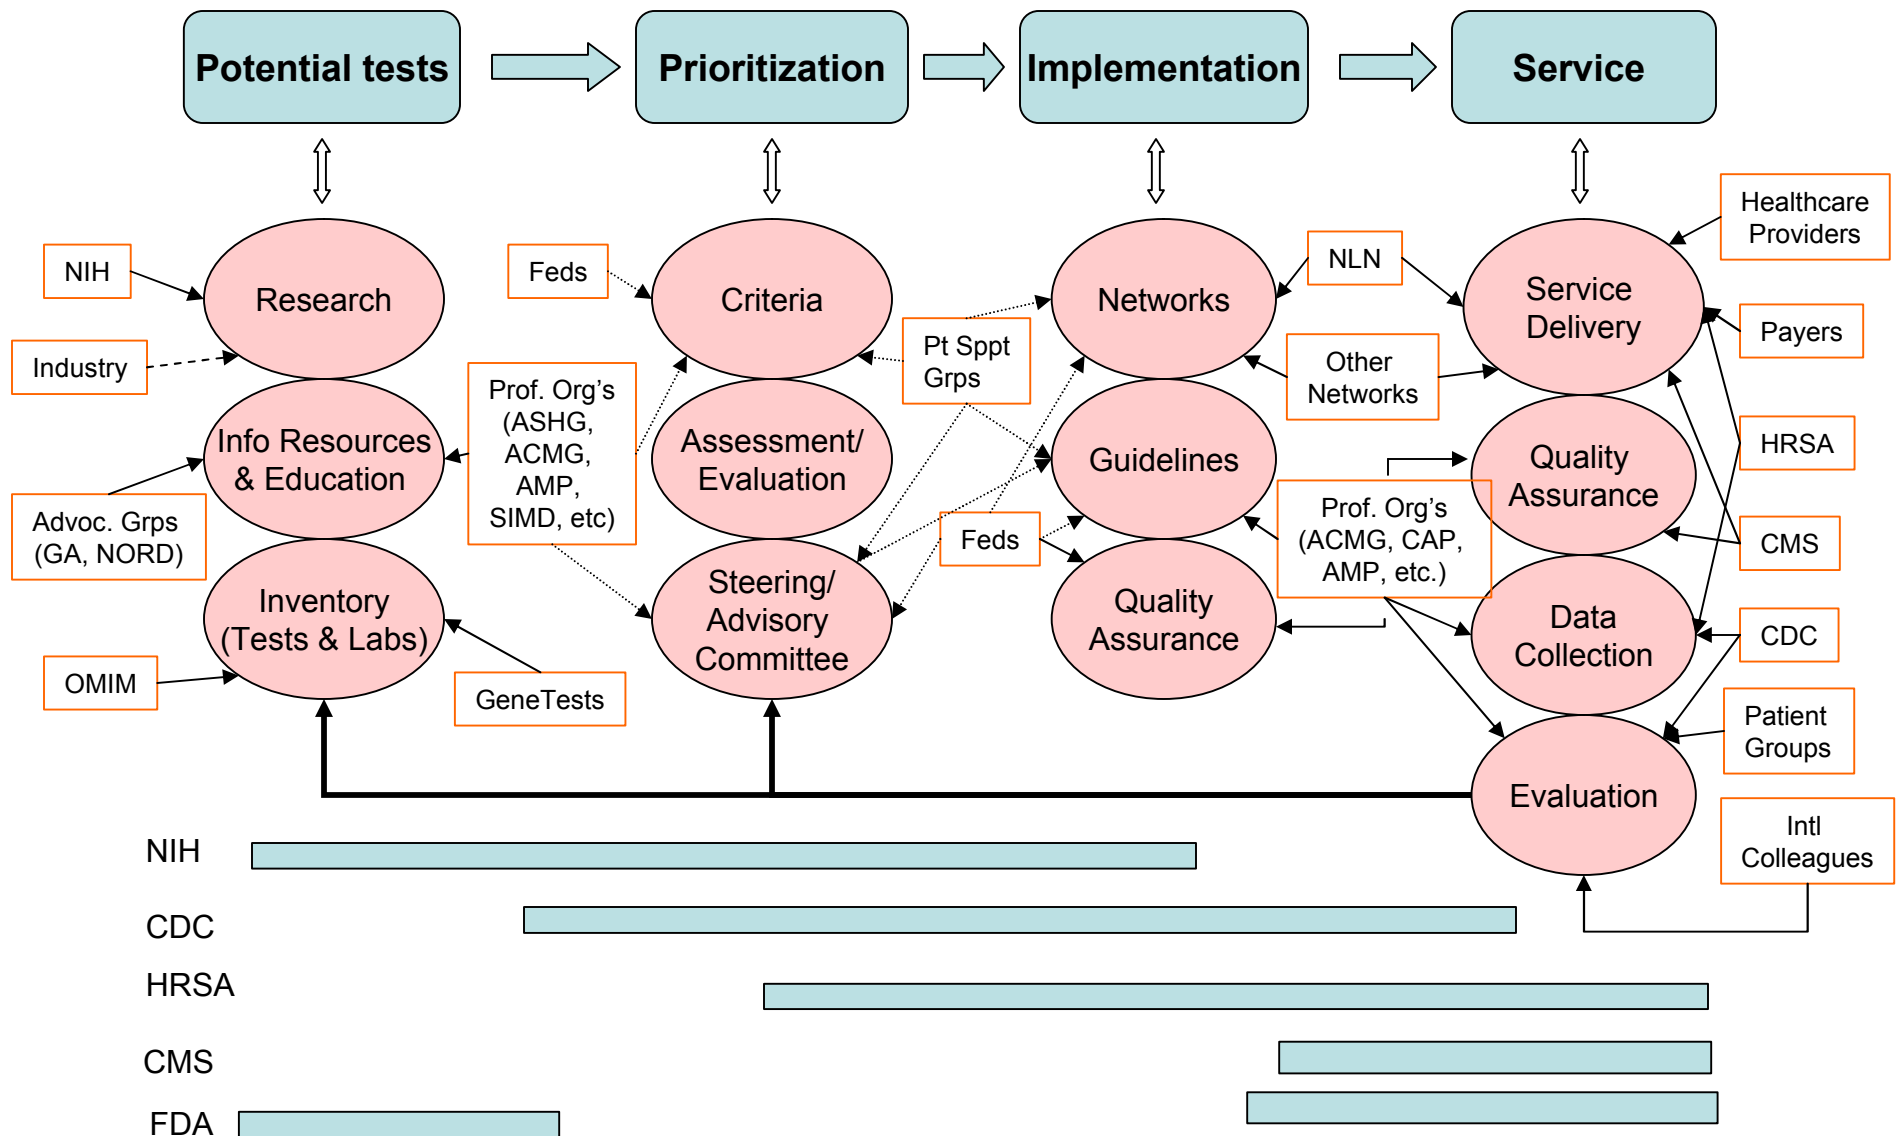 Potential tests
Prioritization
Implementation
Service
Healthcare
Providers
NIH
Feds
NLN
Research
Criteria
Networks
Service
Delivery
Payers
Industry
Pt Sppt
Grps
Other
Networks
Prof. Org's
(ASHG,
ACMG,
AMP,
SIMD, etc)
Info Resources
& Education
Assessment/
Evaluation
Guidelines
Quality
Assurance
HRSA
Advoc. Grps
(GA, NORD)
Feds
Prof. Org's
(ACMG, CAP,
AMP, etc.)
CMS
Inventory
(Tests & Labs)
Steering/
Advisory
Committee
Quality
Assurance
Data
Collection
CDC
OMIM
GeneTests
Patient
Groups
Evaluation
Intl
Colleagues
NIH
CDC
HRSA
CMS
FDA